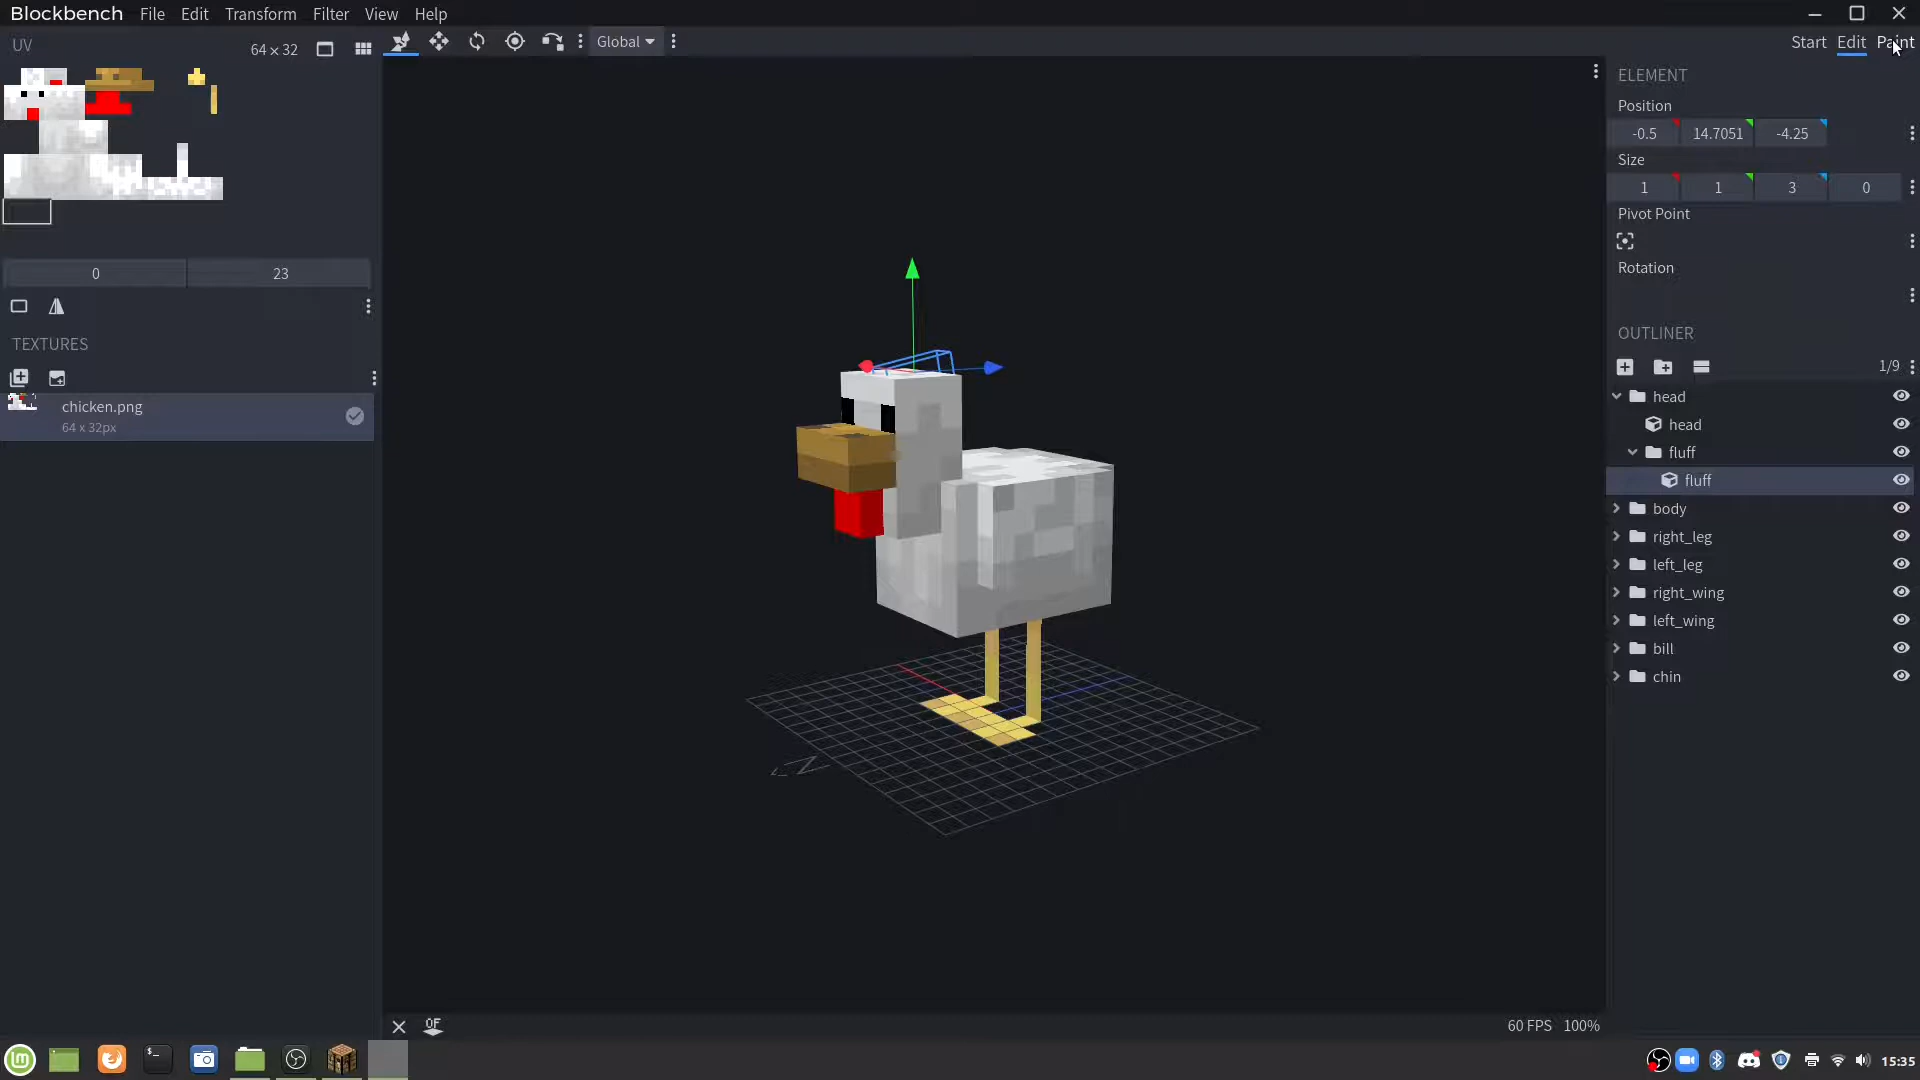 Blockbench File Edit Transform Filter View Help
UV 64 × 32 Global Start Edit Paint
ELEMENT
Position
-0.5 14.7051 -4.25
Size
1 1 3 0
Pivot Point
Rotation
0 23
TEXTURES
chicken.png
64 x 32px
OUTLINER
1/9
head
head
fluff
fluff
body
right_leg
left_leg
right_wing
left_wing
bill
chin
60 FPS 100%
15:35